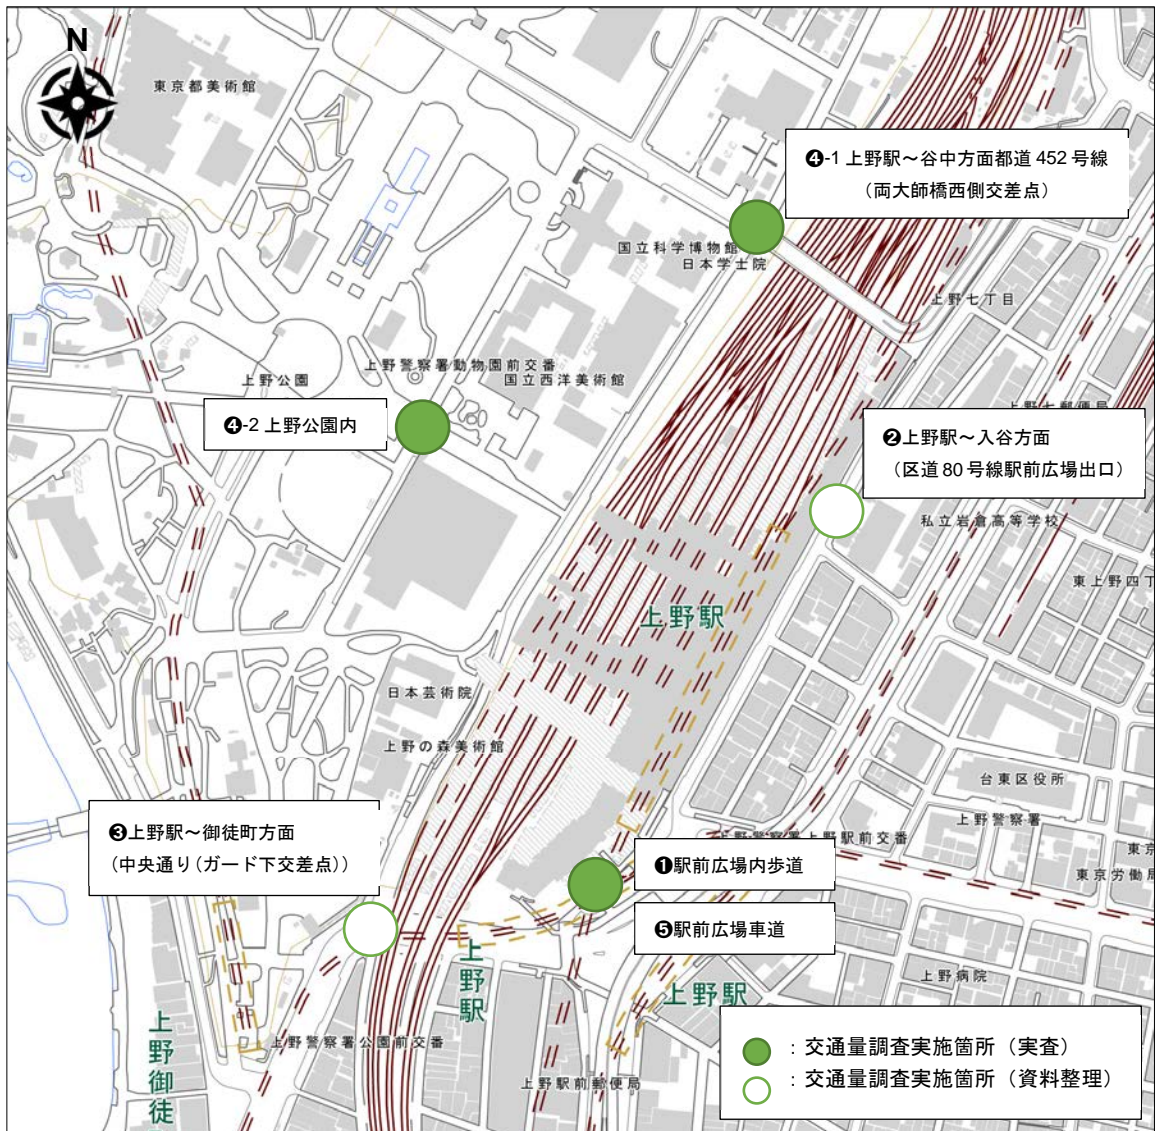 N
東京都美術館
❹-1 上野駅～谷中方面都道 452 号線
（両大師橋西側交差点）
国立科学博物館
日本学士院
上野七丁目
上野警察署動物園前交番
国立西洋美術館
上野公園
上野七郵便局
❹-2 上野公園内
❷上野駅～入谷方面
（区道 80 号線駅前広場出口）
私立岩倉高等学校
東上野四丁
上野駅
日本芸術院
上野の森美術館
台東区役所
上野警察署
❸上野駅～御徒町方面
（中央通り（ガード下交差点））
上野警察署上野駅前交番
東京
東京労働局
❶駅前広場内歩道
❺駅前広場車道
上野駅
上野病院
上野駅
上野御徒
上野警察署公園前交番
上野駅前郵便局
：交通量調査実施箇所（実査）
：交通量調査実施箇所（資料整理）